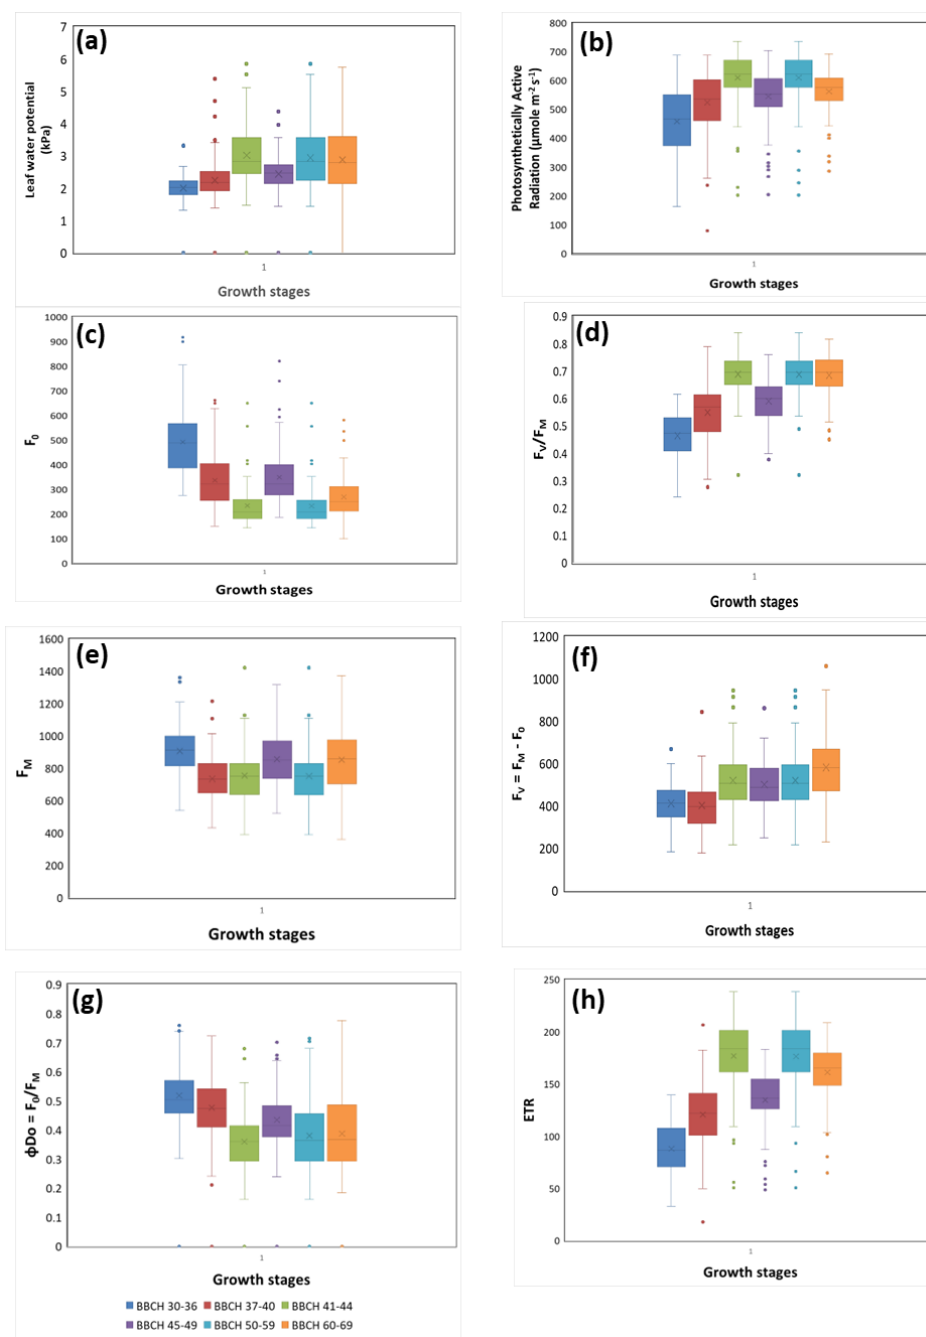 (a)
7
6
5
4
3
2
1
0
Leaf water potential
(kPa)
1
Growth stages
(b)
800
700
600
500
400
300
200
100
0
Photosynthetically Active
Radiation (µmole m⁻² s⁻¹)
1
Growth stages
(c)
1000
900
800
700
600
500
400
300
200
100
0
F₀
1
Growth stages
(d)
0.9
0.8
0.7
0.6
0.5
0.4
0.3
0.2
0.1
0
Fᵥ/Fₘ
1
Growth stages
(e)
1600
1400
1200
1000
800
600
400
200
0
Fₘ
1
Growth stages
(f)
1200
1000
800
600
400
200
0
Fᵥ = Fₘ - F₀
1
Growth stages
(g)
0.9
0.8
0.7
0.6
0.5
0.4
0.3
0.2
0.1
0
ϕDo = F₀/Fₘ
1
Growth stages
BBCH 30-36 BBCH 37-40 BBCH 41-44
BBCH 45-49 BBCH 50-59 BBCH 60-69
(h)
250
200
150
100
50
0
ETR
1
Growth stages